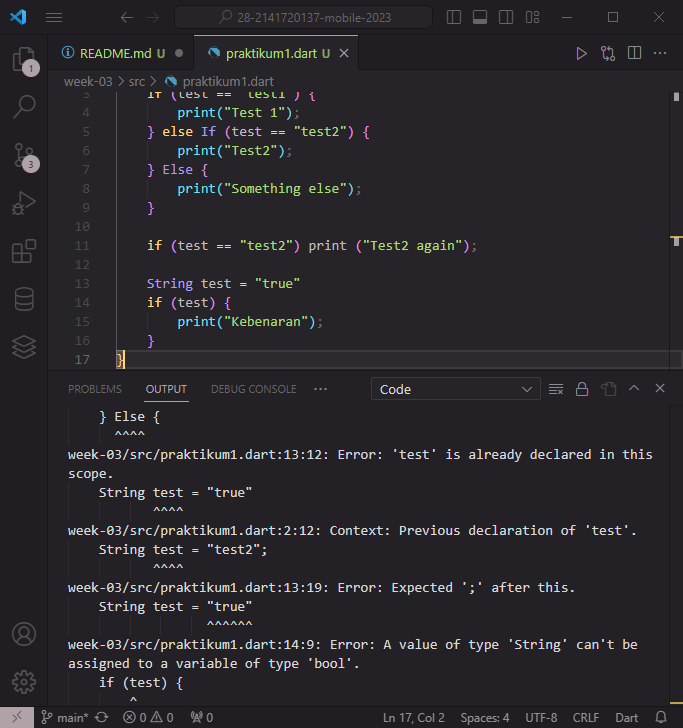 28-2141720137-mobile-2023
README.md U
praktikum1.dart U
week-03 > src > praktikum1.dart
3 if (test == "test1") {
4 print("Test 1");
5 } else If (test == "test2") {
6 print("Test2");
7 } Else {
8 print("Something else");
9 }
10
11 if (test == "test2") print ("Test2 again");
12
13 String test = "true"
14 if (test) {
15 print("Kebenaran");
16 }
17 }
1
3
PROBLEMS OUTPUT DEBUG CONSOLE ··· Code
} Else {
^^^^
week-03/src/praktikum1.dart:13:12: Error: 'test' is already declared in this
scope.
String test = "true"
^^^^
week-03/src/praktikum1.dart:2:12: Context: Previous declaration of 'test'.
String test = "test2";
^^^^
week-03/src/praktikum1.dart:13:19: Error: Expected ';' after this.
String test = "true"
^^^^^^
week-03/src/praktikum1.dart:14:9: Error: A value of type 'String' can't be
assigned to a variable of type 'bool'.
if (test) {
^
main* 0 0 0 Ln 17, Col 2 Spaces: 4 UTF-8 CRLF Dart